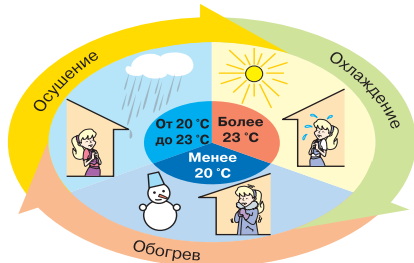 Осушение
Охлаждение
От 20 °C
до 23 °C
Более
23 °C
Менее
20 °C
Обогрев